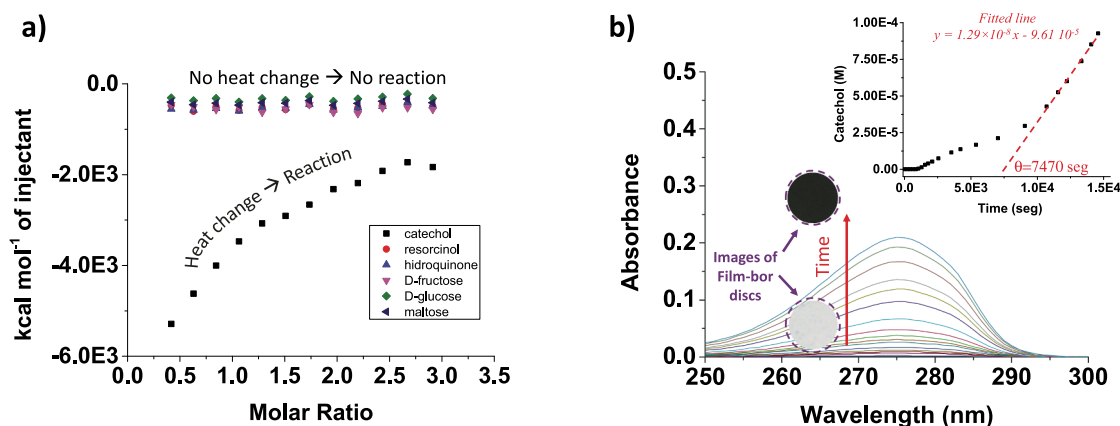 a)
No heat change → No reaction
Heat change → Reaction
0.0
-2.0E3
-4.0E3
-6.0E3
kcal mol-1 of injectant
catechol
resorcinol
hidroquinone
D-fructose
D-glucose
maltose
0.0 0.5 1.0 1.5 2.0 2.5 3.0 3.5
Molar Ratio
b)
Fitted line
y = 1.29×10-8 x - 9.61 10-5
1.00E-4
7.50E-5
5.00E-5
2.50E-5
0.00
Catechol (M)
θ=7470 seg
0.0 5.0E3 1.0E4 1.5E4
Time (seg)
0.5
0.4
0.3
0.2
0.1
0.0
Absorbance
Images of
Film-bor
discs
Time
250 260 270 280 290 300
Wavelength (nm)